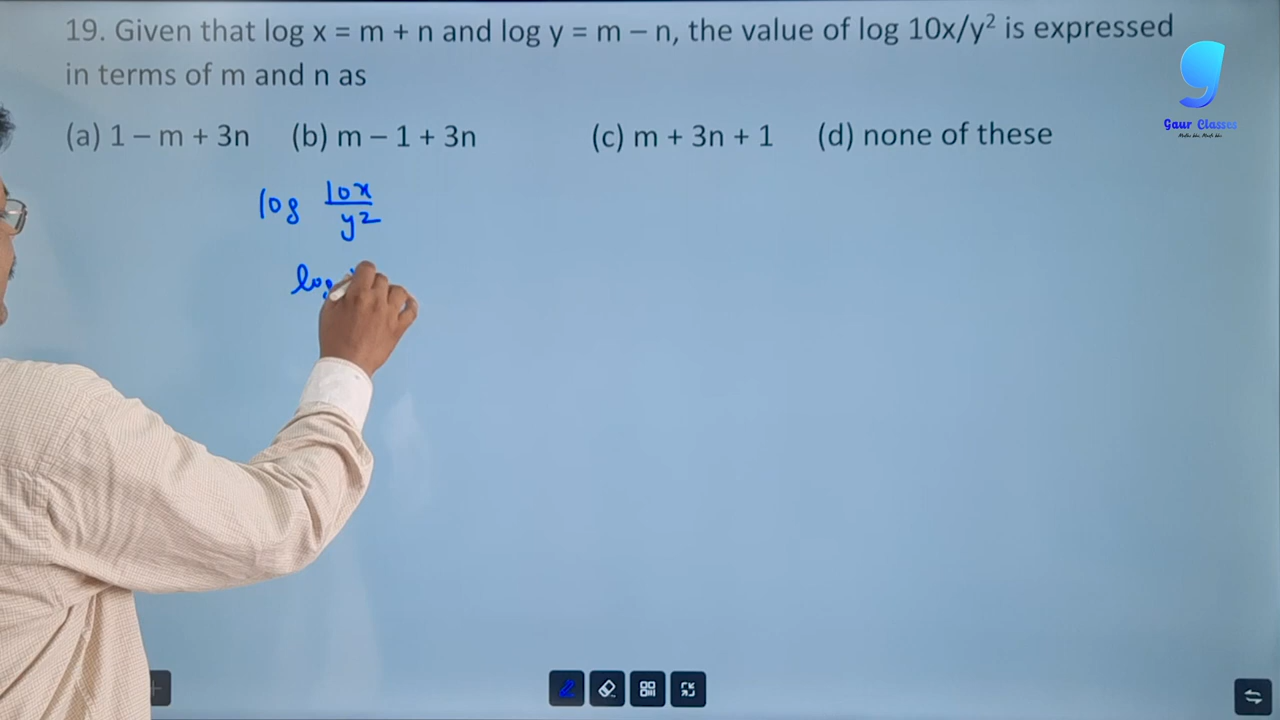 19. Given that log x = m + n and log y = m – n, the value of log 10x/y² is expressed
in terms of m and n as
(a) 1 – m + 3n (b) m – 1 + 3n (c) m + 3n + 1 (d) none of these
Gaur Classes
log 10x
y²